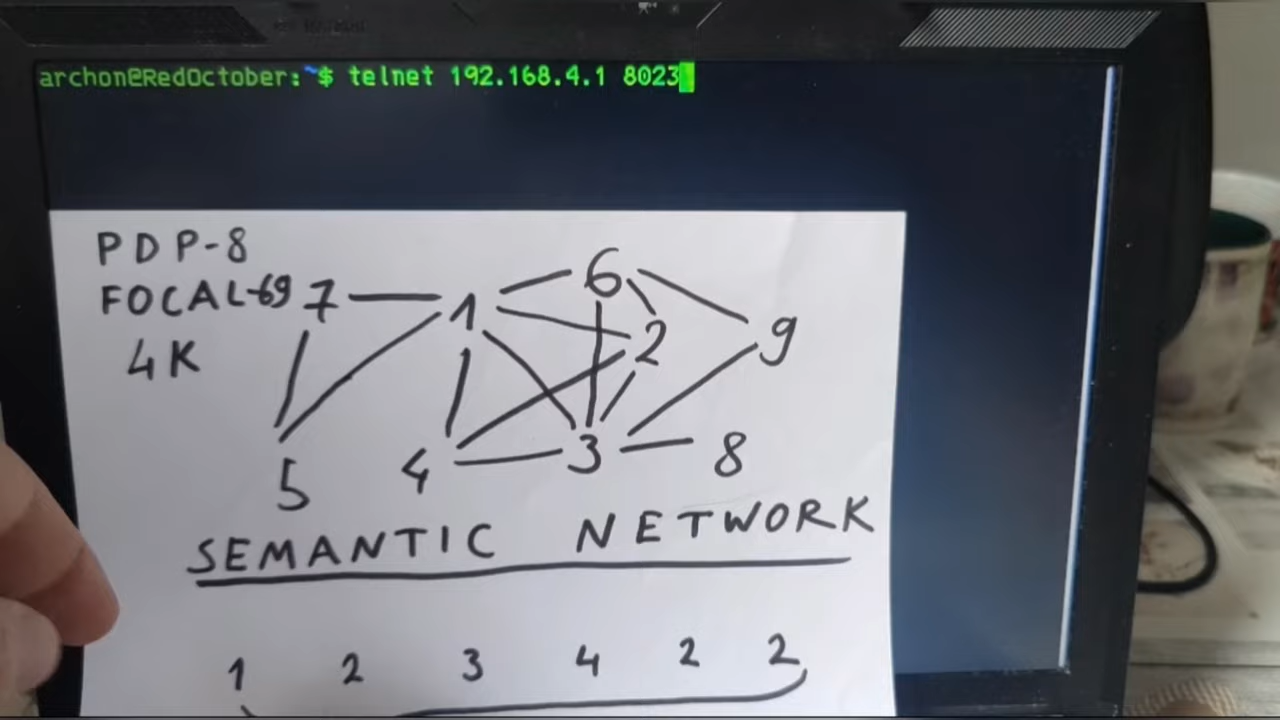 archon@RedOctober:~$ telnet 192.168.4.1 8023
PDP-8
FOCAL-69
4K
7 1 6
2 9
5 4 3 8
SEMANTIC NETWORK
1 2 3 4 2 2